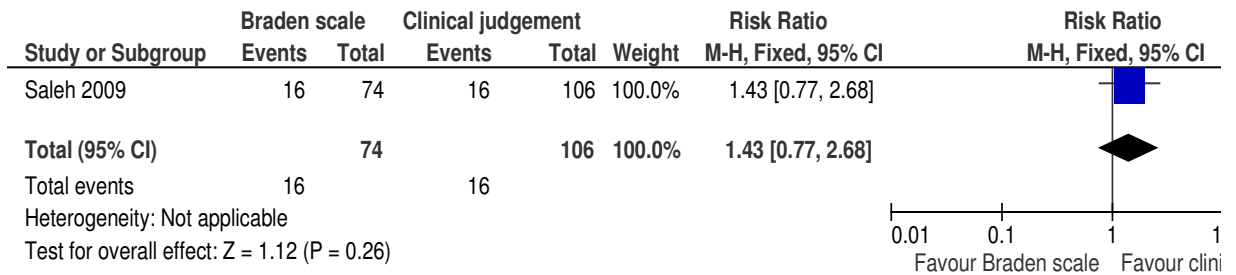 Braden scale Clinical judgement Risk Ratio Risk Ratio
Study or Subgroup Events Total Events Total Weight M-H, Fixed, 95% CI M-H, Fixed, 95% CI
Saleh 2009 16 74 16 106 100.0% 1.43 [0.77, 2.68]
Total (95% CI) 74 106 100.0% 1.43 [0.77, 2.68]
Total events 16 16
Heterogeneity: Not applicable
Test for overall effect: Z = 1.12 (P = 0.26)
0.01 0.1 1 1
Favour Braden scale Favour clini